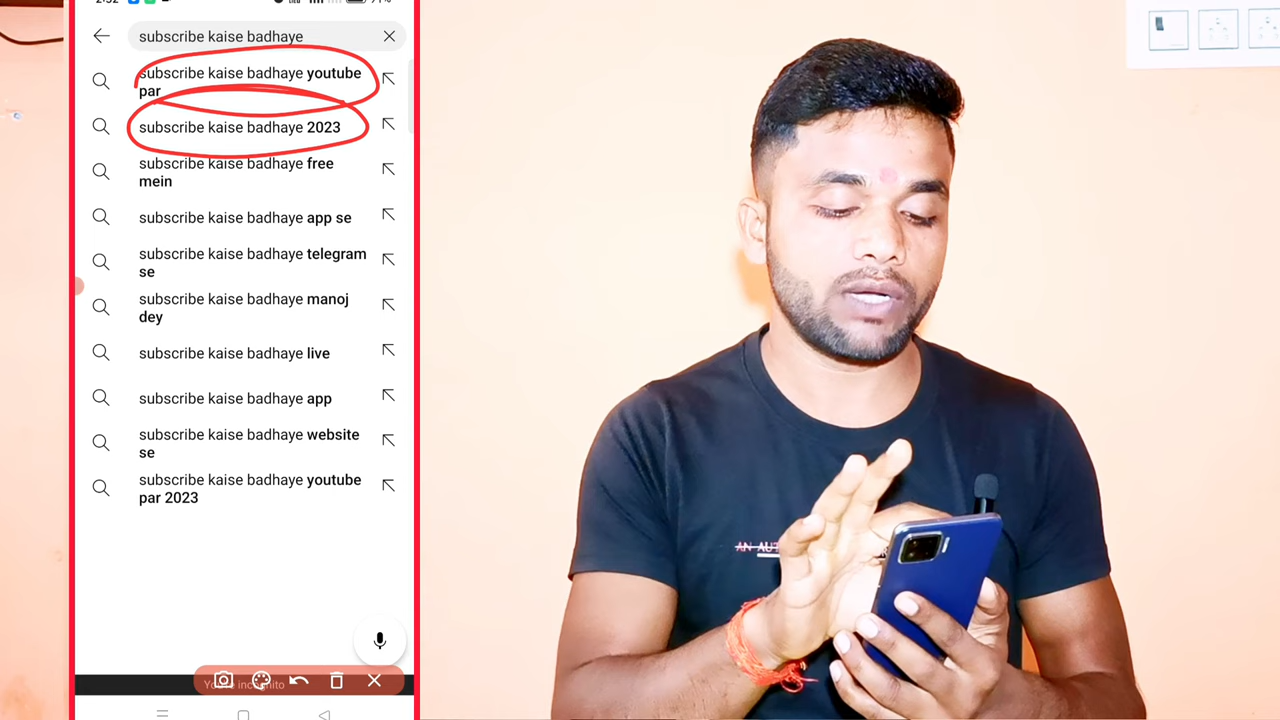 subscribe kaise badhaye
subscribe kaise badhaye youtube
par
subscribe kaise badhaye 2023
subscribe kaise badhaye free
mein
subscribe kaise badhaye app se
subscribe kaise badhaye telegram
se
subscribe kaise badhaye manoj
dey
subscribe kaise badhaye live
subscribe kaise badhaye app
subscribe kaise badhaye website
se
subscribe kaise badhaye youtube
par 2023
AN AUT